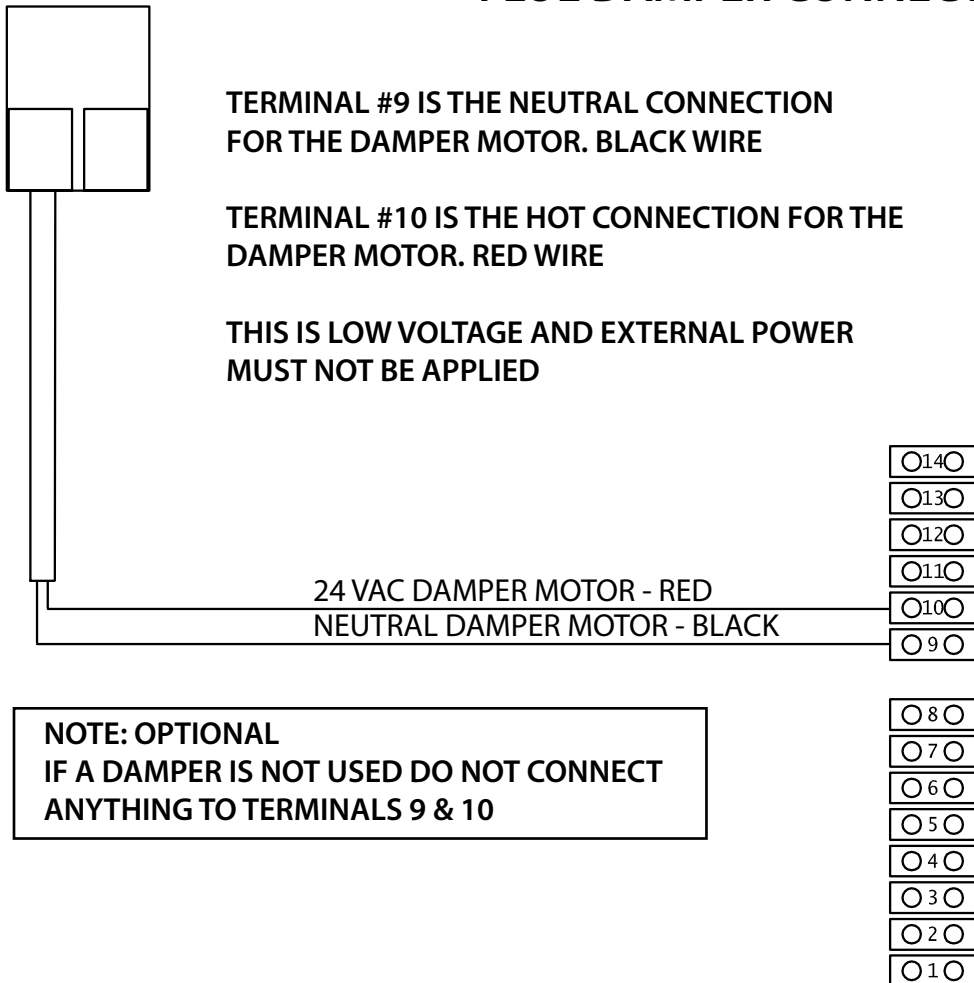 TERMINAL #9 IS THE NEUTRAL CONNECTION
FOR THE DAMPER MOTOR. BLACK WIRE
TERMINAL #10 IS THE HOT CONNECTION FOR THE
DAMPER MOTOR. RED WIRE
THIS IS LOW VOLTAGE AND EXTERNAL POWER
MUST NOT BE APPLIED
14
13
12
11
24 VAC DAMPER MOTOR - RED
10
NEUTRAL DAMPER MOTOR - BLACK
9
NOTE: OPTIONAL
IF A DAMPER IS NOT USED DO NOT CONNECT
ANYTHING TO TERMINALS 9 & 10
8
7
6
5
4
3
2
1